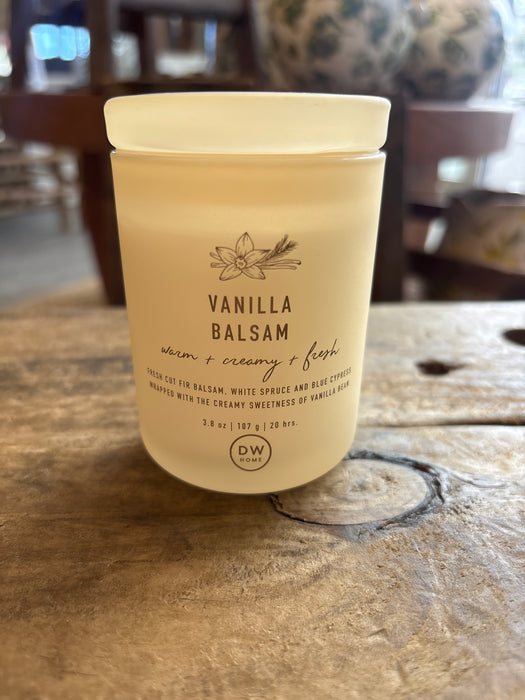 VANILLA
BALSAM
warm + creamy + fresh
FRESH CUT FIR BALSAM, WHITE SPRUCE AND BLUE CYPRESS
WRAPPED WITH THE CREAMY SWEETNESS OF VANILLA BEAN
3.8 oz | 107 g | 20 hrs.
DW
HOME